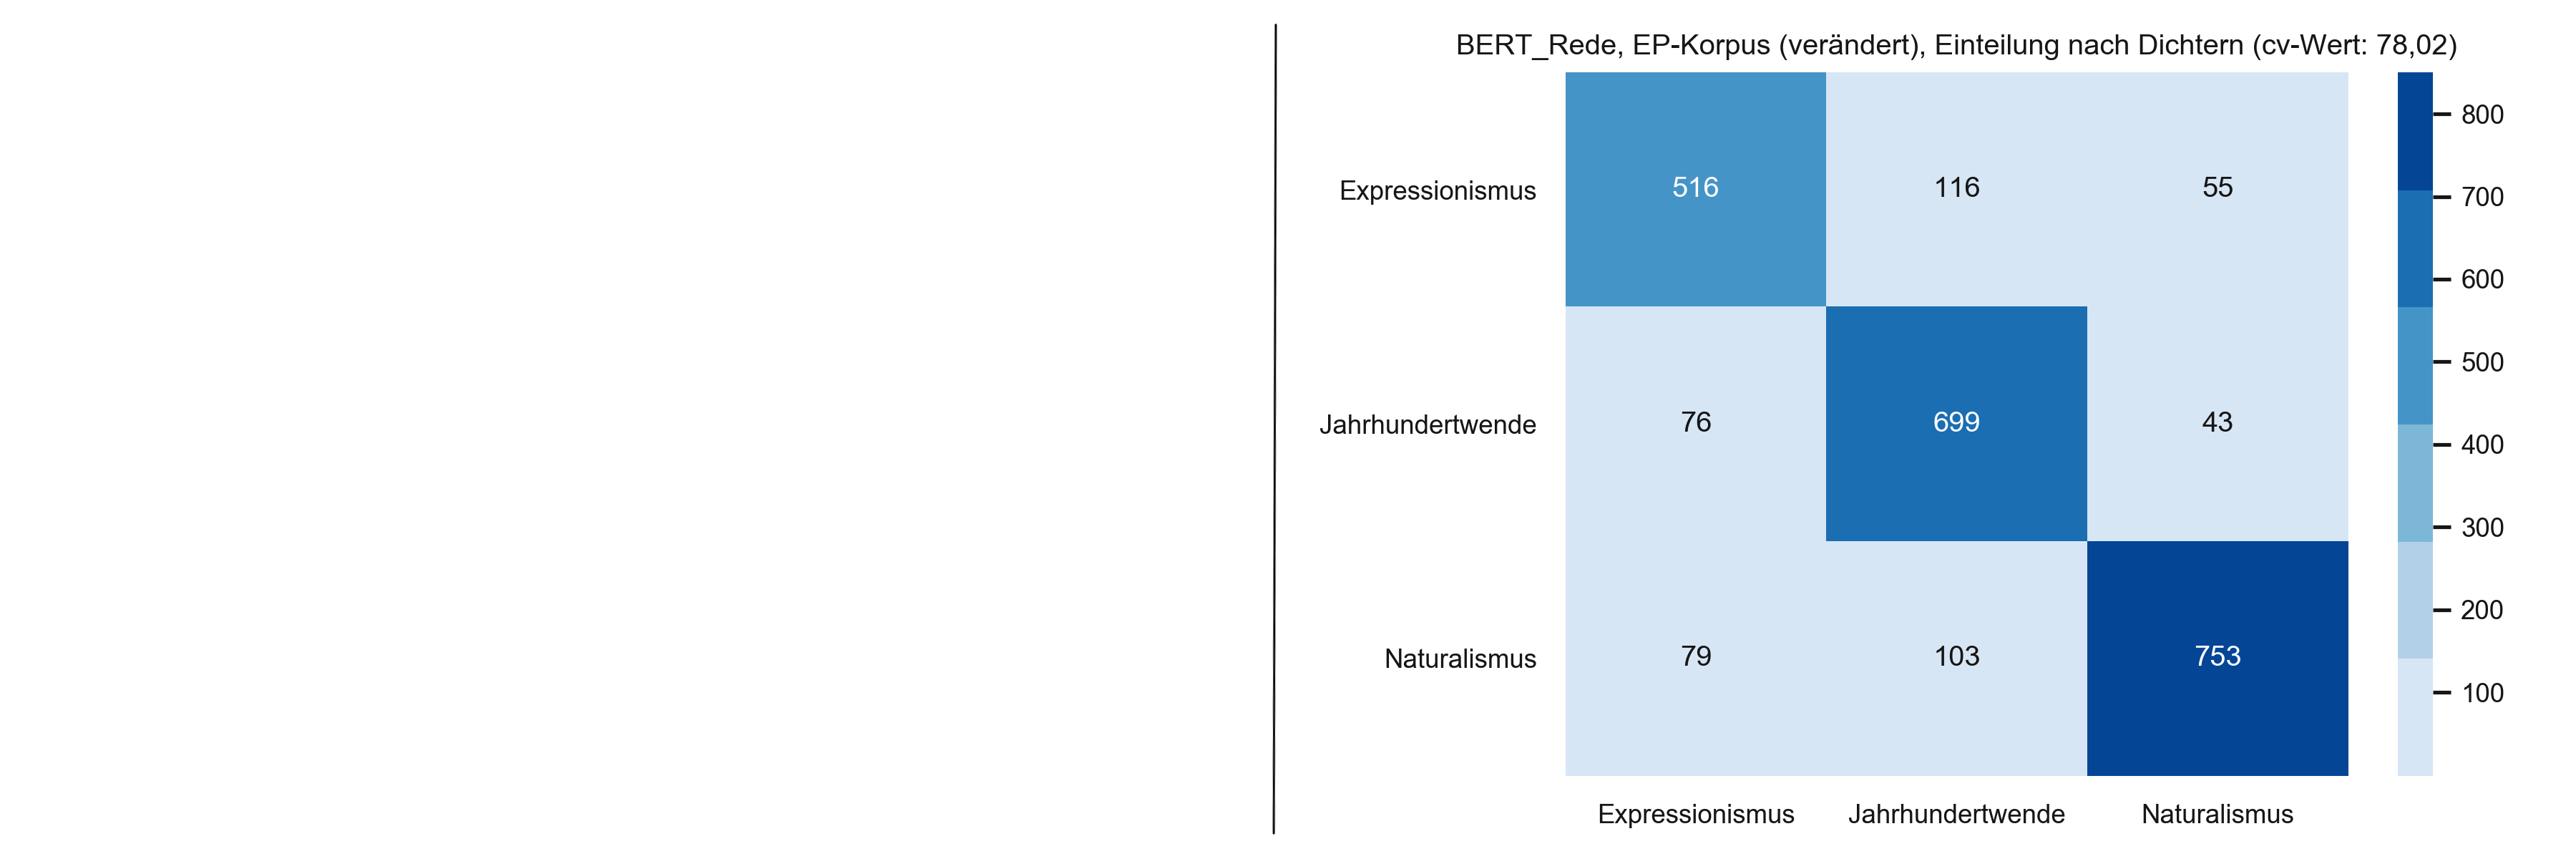 BERT_Rede, EP-Korpus (verändert), Einteilung nach Dichtern (cv-Wert: 78,02)
Expressionismus 516 116 55
Jahrhundertwende 76 699 43
Naturalismus 79 103 753
Expressionismus Jahrhundertwende Naturalismus
800
700
600
500
400
300
200
100